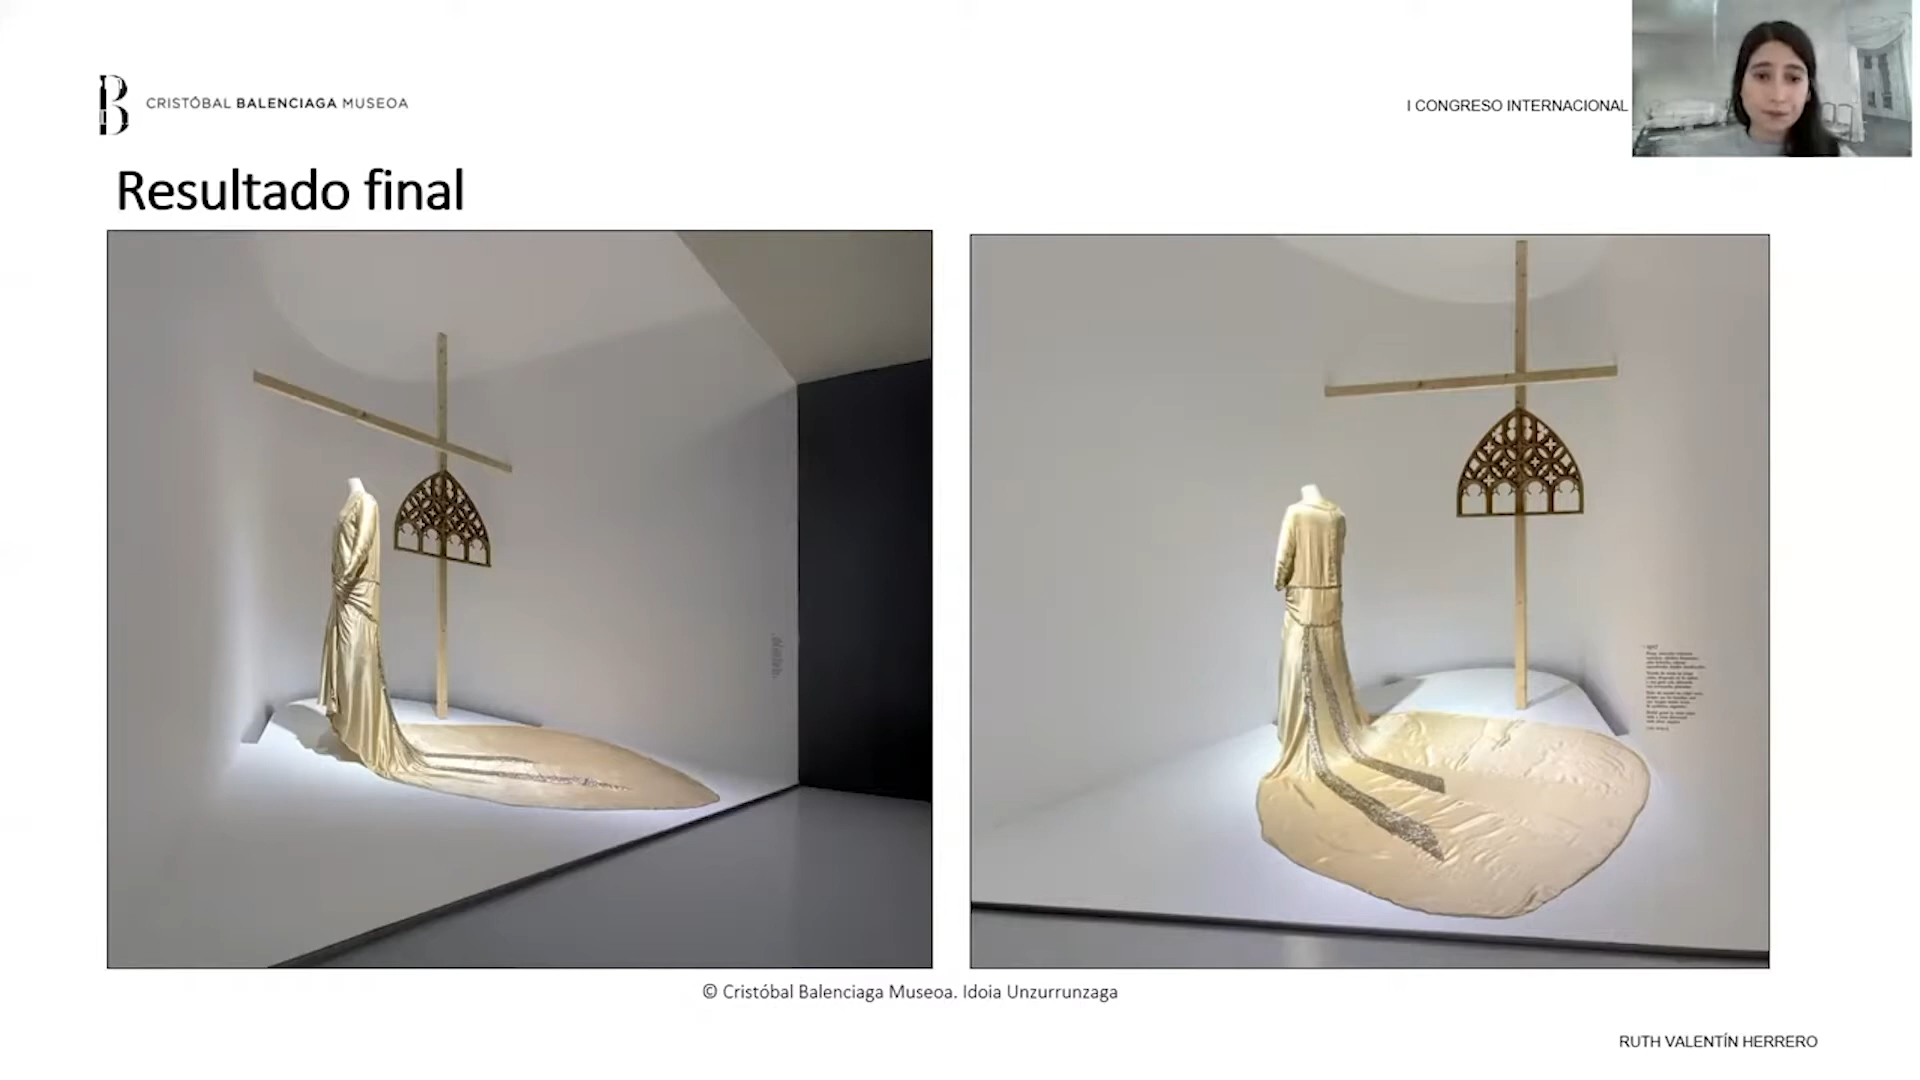 CRISTÓBAL BALENCIAGA MUSEOA
I CONGRESO INTERNACIONAL
Resultado final
© Cristóbal Balenciaga Museoa. Idoia Unzurrunzaga
RUTH VALENTÍN HERRERO